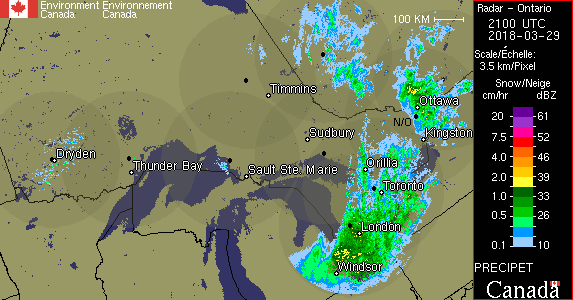 Environment Environnement
Canada Canada
100 KM
Timmins
Ottawa
N/O
Kingston
Sudbury
Dryden
Thunder Bay
Sault Ste. Marie
Orillia
Toronto
London
Windsor
Radar - Ontario
2100 UTC
2018-03-29
Scale/Échelle:
3.5 km/Pixel
Snow/Neige
cm/hr dBZ
20 61
7.5 52
4.0 46
2.0 39
1.0 33
0.5 26
0.1 10
PRECIPET
Canada